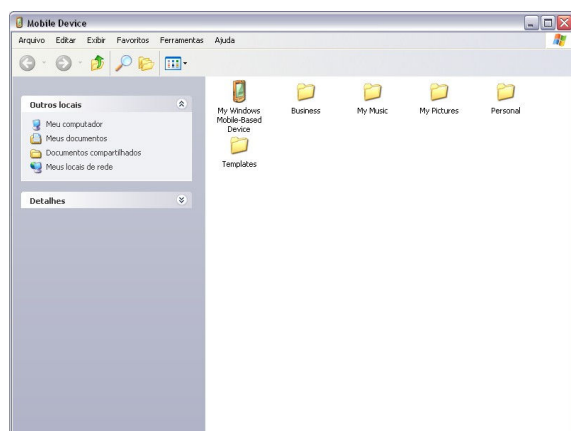 Mobile Device
Arquivo Editar Exibir Favoritos Ferramentas Ajuda
Outros locais
Meu computador
Meus documentos
Documentos compartilhados
Meus locais de rede
Detalhes
My Windows
Mobile-Based
Device
Business
My Music
My Pictures
Personal
Templates